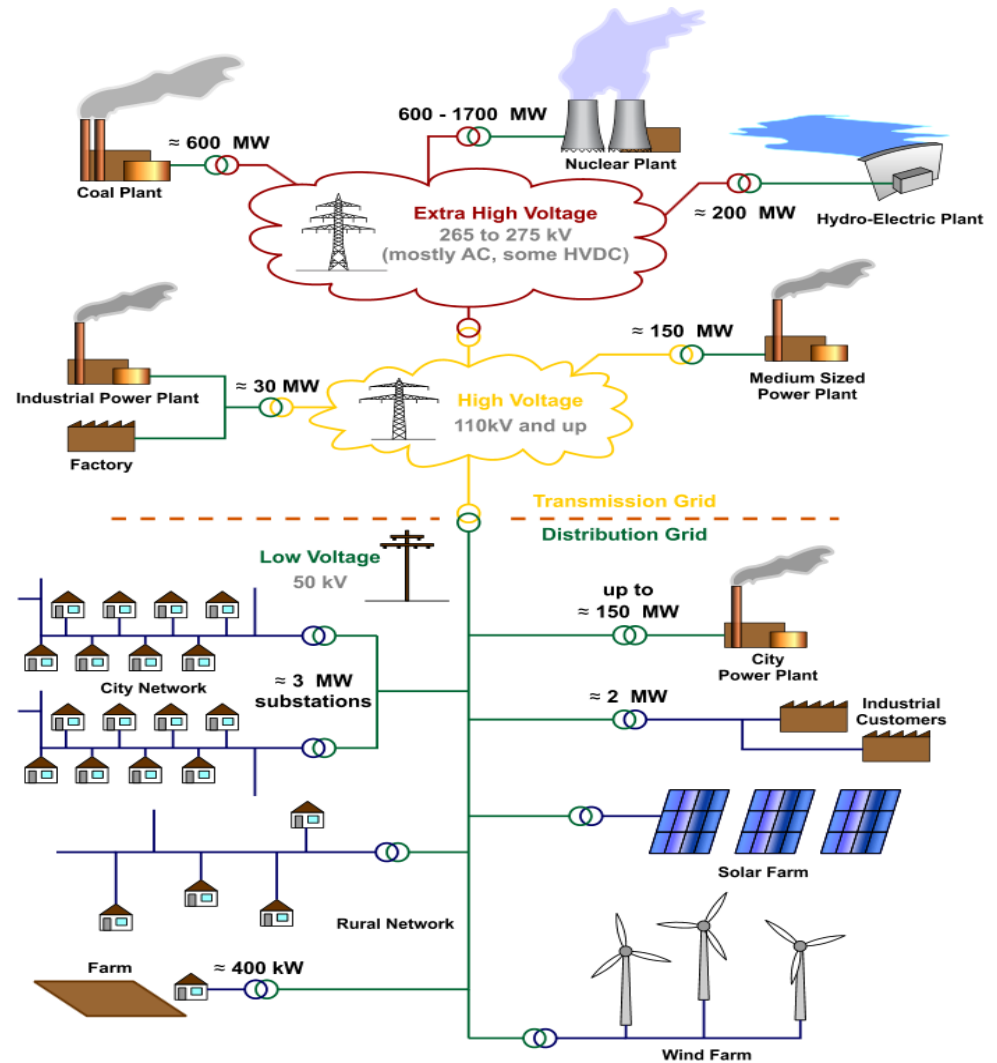 600 - 1700 MW
≈ 600 MW
Nuclear Plant
Coal Plant
≈ 200 MW
Hydro-Electric Plant
Extra High Voltage
265 to 275 kV
(mostly AC, some HVDC)
≈ 150 MW
Medium Sized
Power Plant
≈ 30 MW
Industrial Power Plant
Factory
High Voltage
110kV and up
Transmission Grid
Distribution Grid
Low Voltage
50 kV
up to
≈ 150 MW
City
Power Plant
City Network
≈ 3 MW
substations
≈ 2 MW
Industrial
Customers
Solar Farm
Rural Network
Farm
≈ 400 kW
Wind Farm